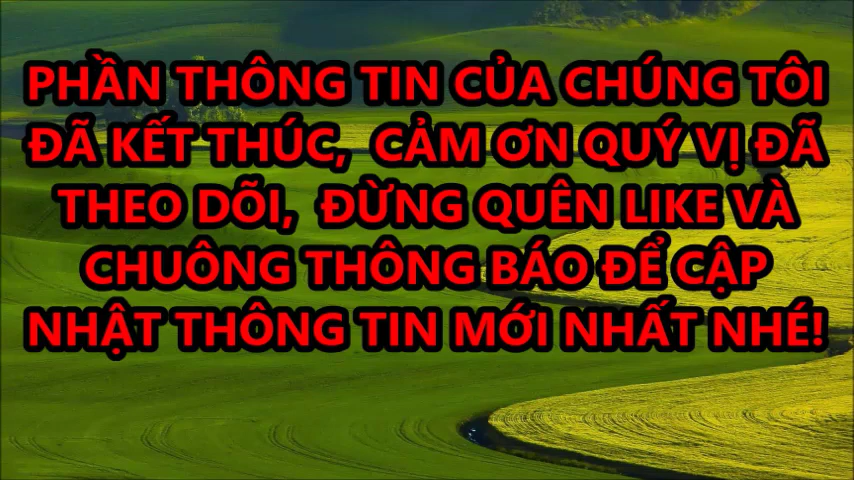 PHẦN THÔNG TIN CỦA CHÚNG TÔI
ĐÃ KẾT THÚC, CẢM ƠN QUÝ VỊ ĐÃ
THEO DÕI, ĐỪNG QUÊN LIKE VÀ
CHUÔNG THÔNG BÁO ĐỂ CẬP
NHẬT THÔNG TIN MỚI NHẤT NHÉ!